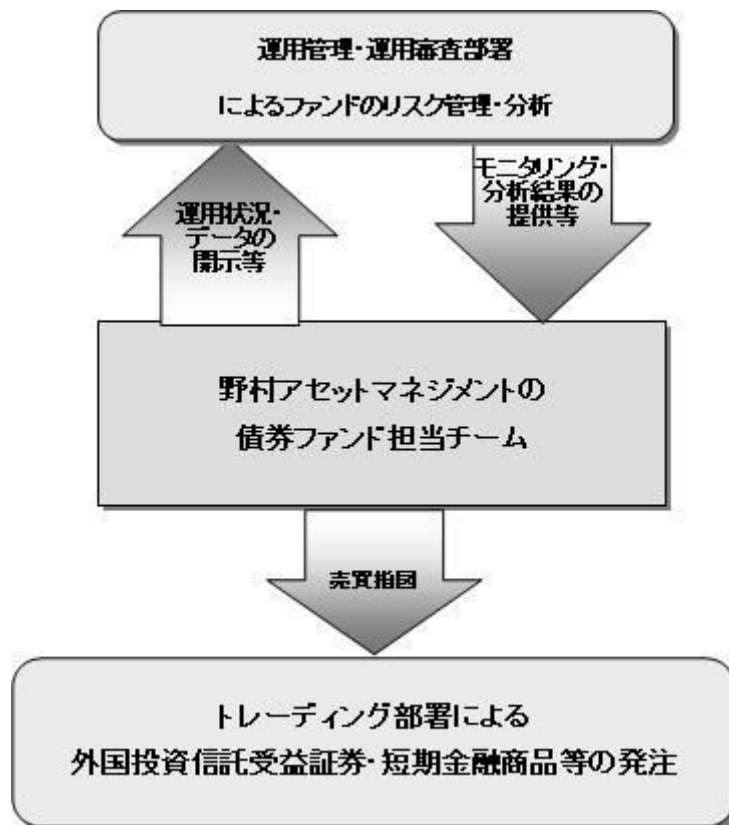 運用管理・運用審査部署
によるファンドのリスク管理・分析
運用状況・
データの
開示等
モニタリング・
分析結果の
提供等
野村アセットマネジメントの
債券ファンド担当チーム
売買指図
トレーディング部署による
外国投資信託受益証券・短期金融商品等の発注